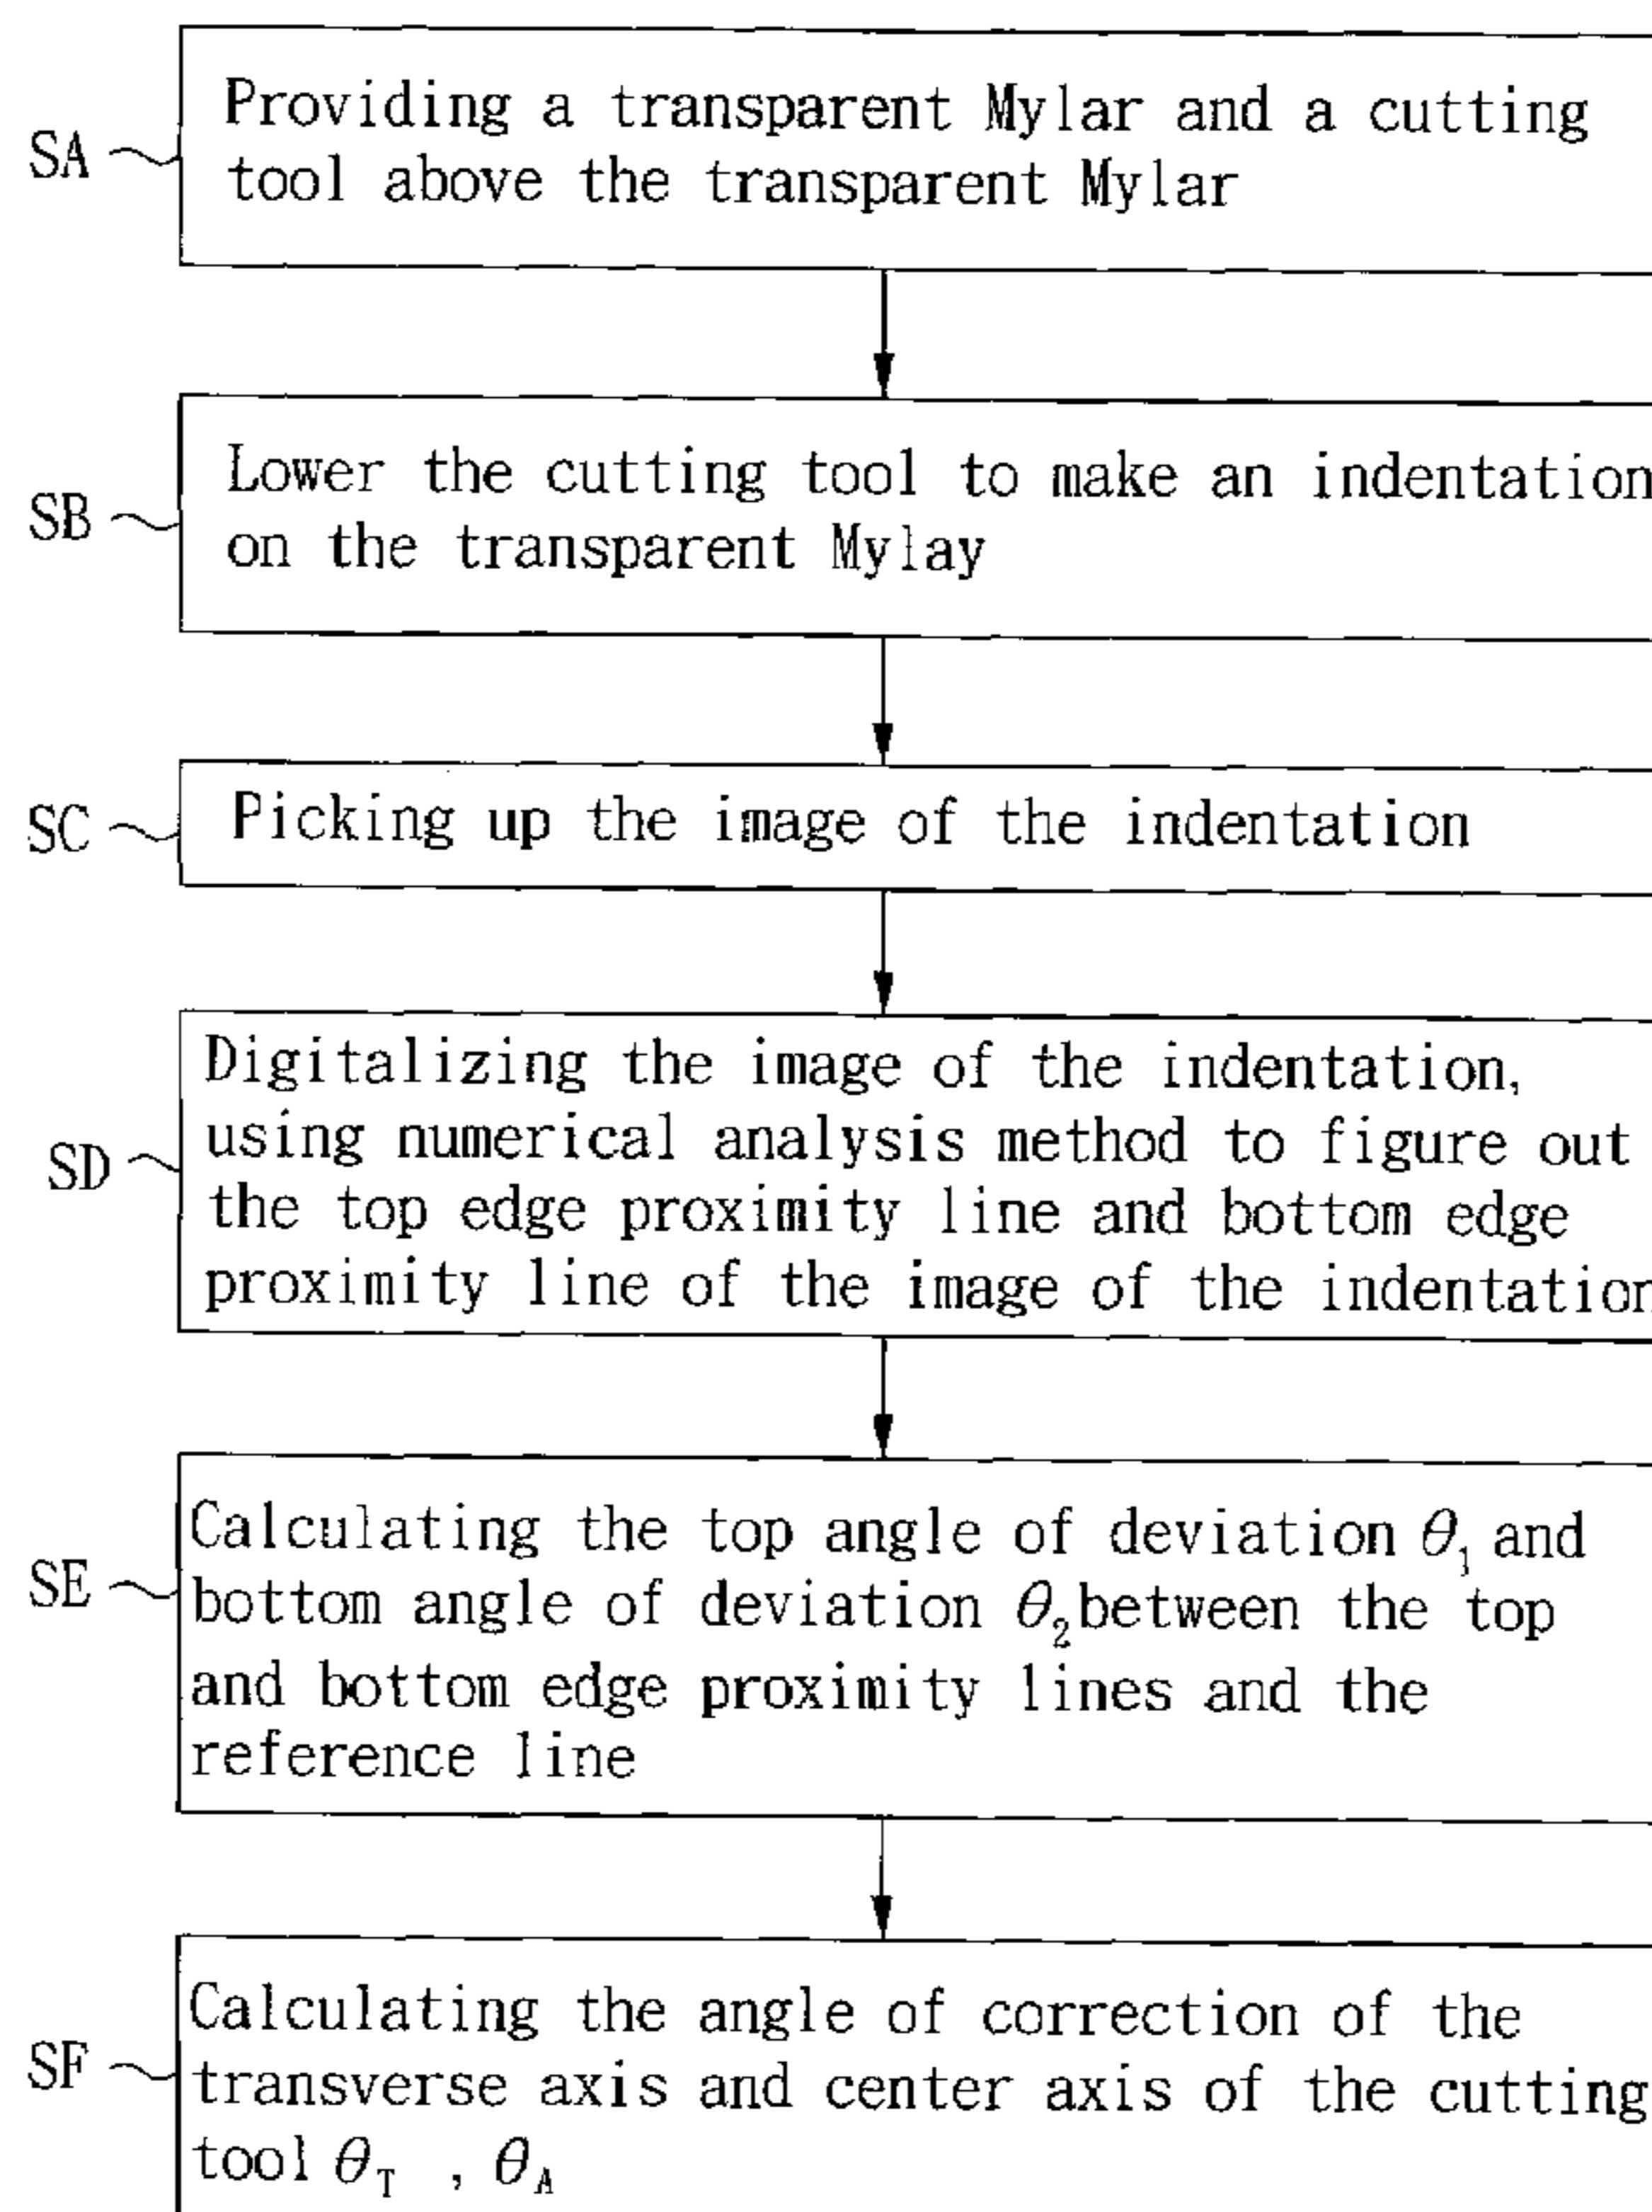 Providing a transparent Mylar and a cutting
SA
tool above the transparent Mylar
Lower the cutting tool to make an indentation
SB
on the transparent Mylay
SC Picking up the image of the indentation
Digitalizing the image of the indentation,
using numerical analysis method to figure out
SD
the top edge proximity line and bottom edge
proximity line of the image of the indentation
Calculating the top angle of deviation θ₁ and
SE
bottom angle of deviation θ₂ between the top
and bottom edge proximity lines and the
reference line
Calculating the angle of correction of the
SF
transverse axis and center axis of the cutting
tool θ_T , θ_A